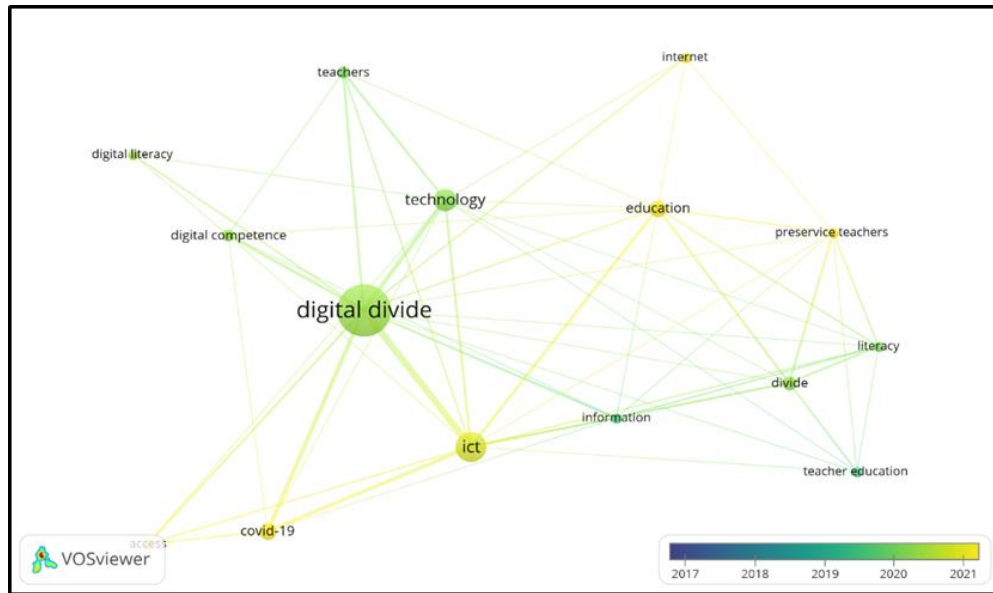 internet
teachers
digital literacy
technology
education
digital competence
preservice teachers
digital divide
literacy
divide
information
ict
teacher education
covid-19
access
VOSviewer
2017 2018 2019 2020 2021